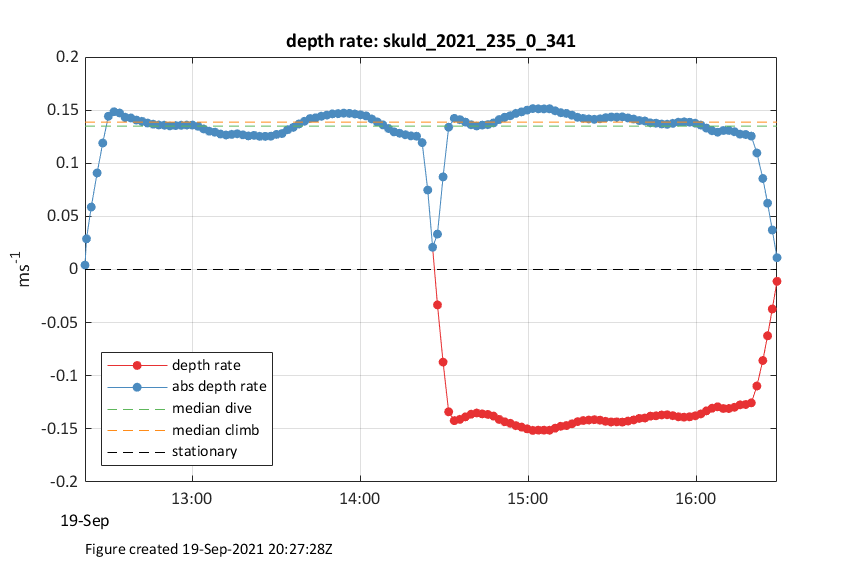 depth rate: skuld_2021_235_0_341
0.2
0.15
0.1
0.05
0
-0.05
-0.1
-0.15
-0.2
ms-1
depth rate
abs depth rate
median dive
median climb
stationary
13:00 14:00 15:00 16:00
19-Sep
Figure created 19-Sep-2021 20:27:28Z